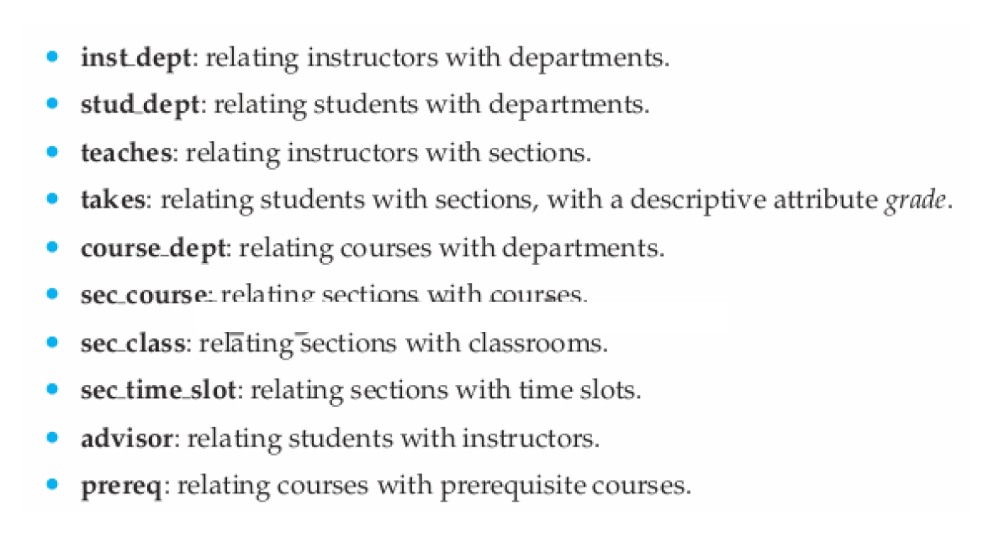 • inst_dept: relating instructors with departments.
• stud_dept: relating students with departments.
• teaches: relating instructors with sections.
• takes: relating students with sections, with a descriptive attribute grade.
• course_dept: relating courses with departments.
• sec_course: relating sections with courses.
• sec_class: relating sections with classrooms.
• sec_time_slot: relating sections with time slots.
• advisor: relating students with instructors.
• prereq: relating courses with prerequisite courses.